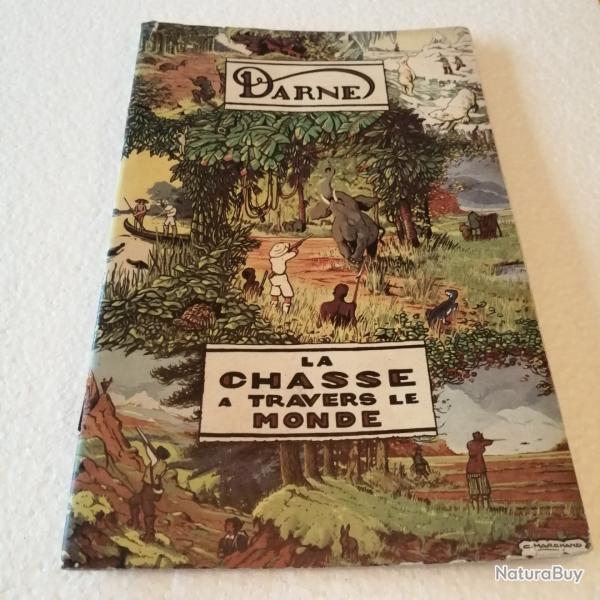 DARNE
LA
CHASSE
A TRAVERS LE
MONDE
C. MARCHAND
NaturaBuy